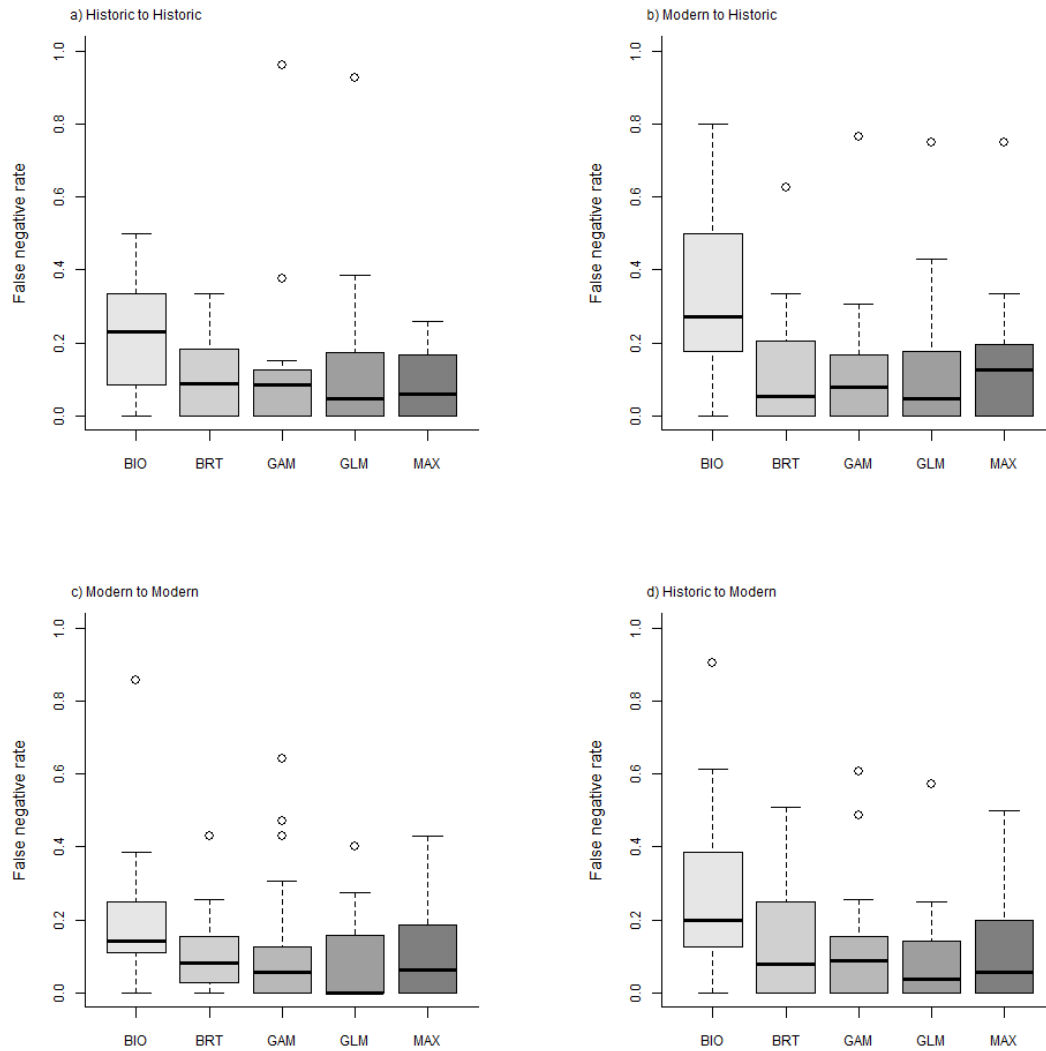 a) Historic to Historic
False negative rate
1.0
0.8
0.6
0.4
0.2
0.0
BIO BRT GAM GLM MAX
b) Modern to Historic
False negative rate
1.0
0.8
0.6
0.4
0.2
0.0
BIO BRT GAM GLM MAX
c) Modern to Modern
False negative rate
1.0
0.8
0.6
0.4
0.2
0.0
BIO BRT GAM GLM MAX
d) Historic to Modern
False negative rate
1.0
0.8
0.6
0.4
0.2
0.0
BIO BRT GAM GLM MAX